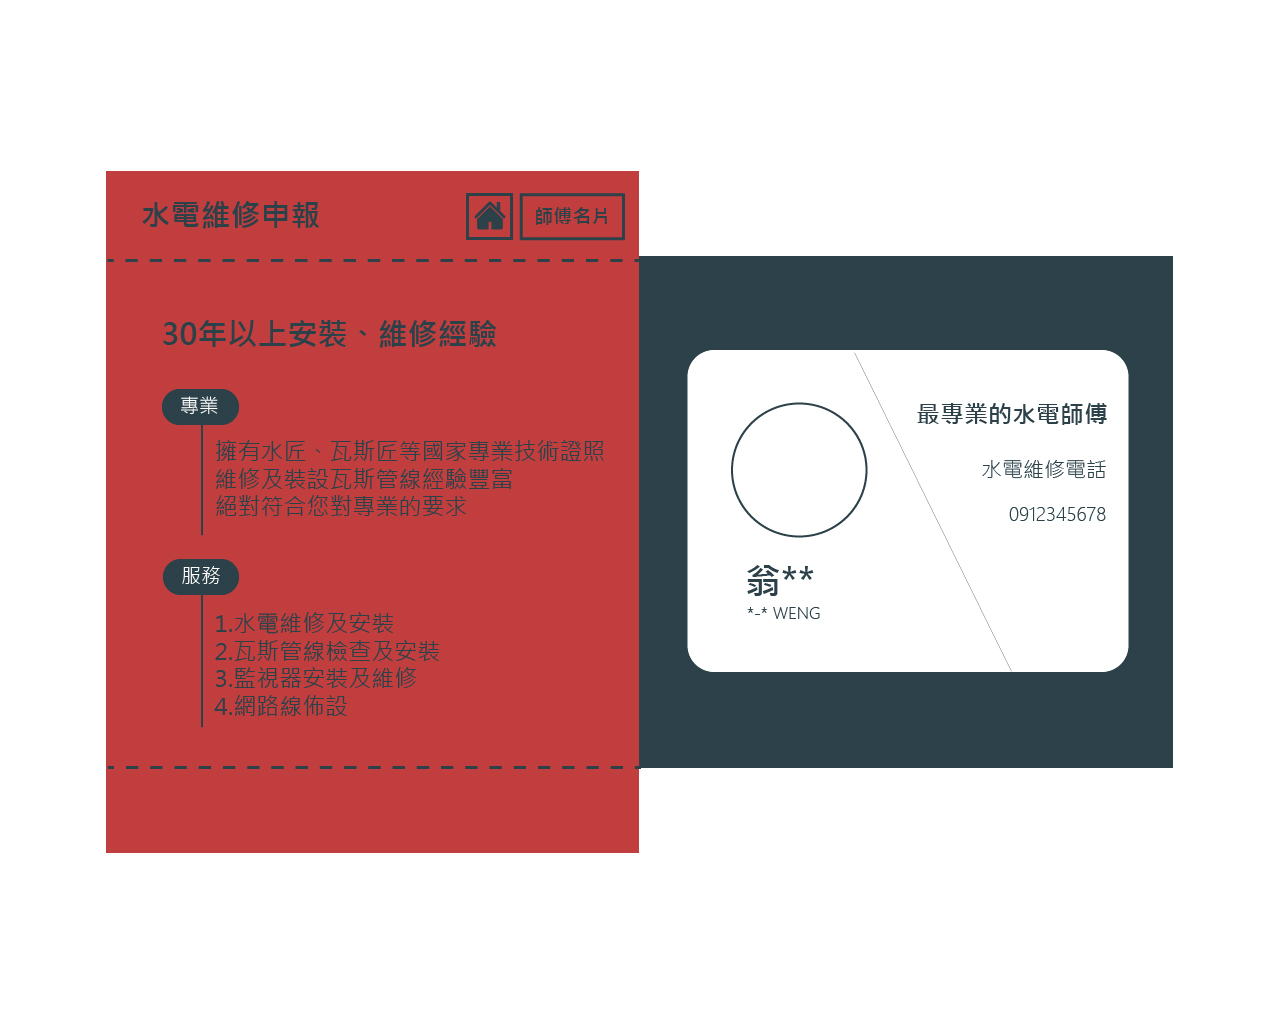 水電維修申報
師傅名片
30年以上安裝、維修經驗
專業
擁有水匠、瓦斯匠等國家專業技術證照
維修及裝設瓦斯管線經驗豐富
絕對符合您對專業的要求
服務
1.水電維修及安裝
2.瓦斯管線檢查及安裝
3.監視器安裝及維修
4.網路線佈設
最專業的水電師傅
水電維修電話
0912345678
翁**
*-* WENG